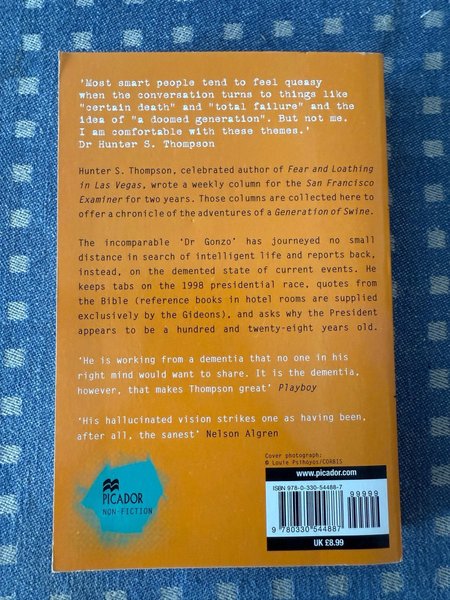 'Most smart people tend to feel queasy
when the conversation turns to things like
"certain death" and "total failure" and the
idea of "a doomed generation". But not me.
I am comfortable with these themes.'
Dr Hunter S. Thompson
Hunter S. Thompson, celebrated author of Fear and Loathing
in Las Vegas, wrote a weekly column for the San Francisco
Examiner for two years. Those columns are collected here to
offer a chronicle of the adventures of a Generation of Swine.
The incomparable 'Dr Gonzo' has journeyed no small
distance in search of intelligent life and reports back,
instead, on the demented state of current events. He
keeps tabs on the 1998 presidential race, quotes from
the Bible (reference books in hotel rooms are supplied
exclusively by the Gideons), and asks why the President
appears to be a hundred and twenty-eight years old.
'He is working from a dementia that no one in his
right mind would want to share. It is the dementia,
however, that makes Thompson great' Playboy
'His hallucinated vision strikes one as having been,
after all, the sanest' Nelson Algren
Cover photograph:
© Louie Psihoyos/CORBIS
www.picador.com
PICADOR
NON-FICTION
ISBN 978-0-330-54488-7
99999
9 780330 544887
UK £8.99